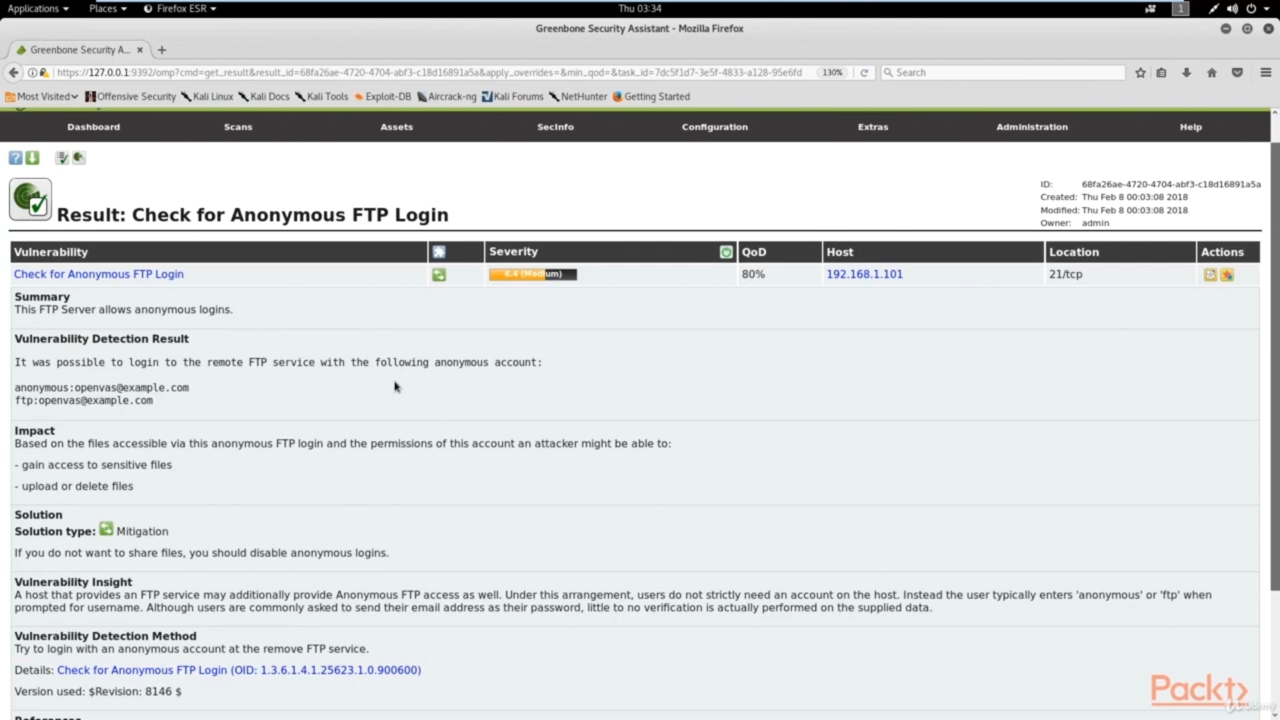 Applications Places Firefox ESR Thu 03:34 1
Greenbone Security Assistant - Mozilla Firefox
Greenbone Security A...
https://127.0.0.1:9392/omp?cmd=get_result&result_id=68fa26ae-4720-4704-abf3-c18d16891a5a&apply_overrides=&min_qod=&task_id=7dc5f1d7-3e5f-4833-a128-95e6fd 130% Search
Most Visited Offensive Security Kali Linux Kali Docs Kali Tools Exploit-DB Aircrack-ng Kali Forums NetHunter Getting Started
Dashboard Scans Assets SecInfo Configuration Extras Administration Help
ID: 68fa26ae-4720-4704-abf3-c18d16891a5a
Created: Thu Feb 8 00:03:08 2018
Modified: Thu Feb 8 00:03:08 2018
Owner: admin
Result: Check for Anonymous FTP Login
Vulnerability Severity QoD Host Location Actions
Check for Anonymous FTP Login 6.4 (Medium) 80% 192.168.1.101 21/tcp
Summary
This FTP Server allows anonymous logins.
Vulnerability Detection Result
It was possible to login to the remote FTP service with the following anonymous account:
anonymous:openvas@example.com
ftp:openvas@example.com
Impact
Based on the files accessible via this anonymous FTP login and the permissions of this account an attacker might be able to:
- gain access to sensitive files
- upload or delete files
Solution
Solution type: Mitigation
If you do not want to share files, you should disable anonymous logins.
Vulnerability Insight
A host that provides an FTP service may additionally provide Anonymous FTP access as well. Under this arrangement, users do not strictly need an account on the host. Instead the user typically enters 'anonymous' or 'ftp' when
prompted for username. Although users are commonly asked to send their email address as their password, little to no verification is actually performed on the supplied data.
Vulnerability Detection Method
Try to login with an anonymous account at the remove FTP service.
Details: Check for Anonymous FTP Login (OID: 1.3.6.1.4.1.25623.1.0.900600)
Version used: $Revision: 8146 $
References
Packt
Udemy